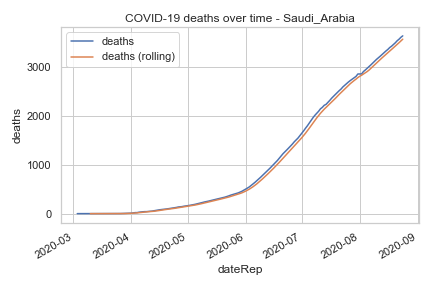 COVID-19 deaths over time - Saudi_Arabia
deaths
deaths (rolling)
deaths
3000
2000
1000
0
2020-03
2020-04
2020-05
2020-06
2020-07
2020-08
2020-09
dateRep